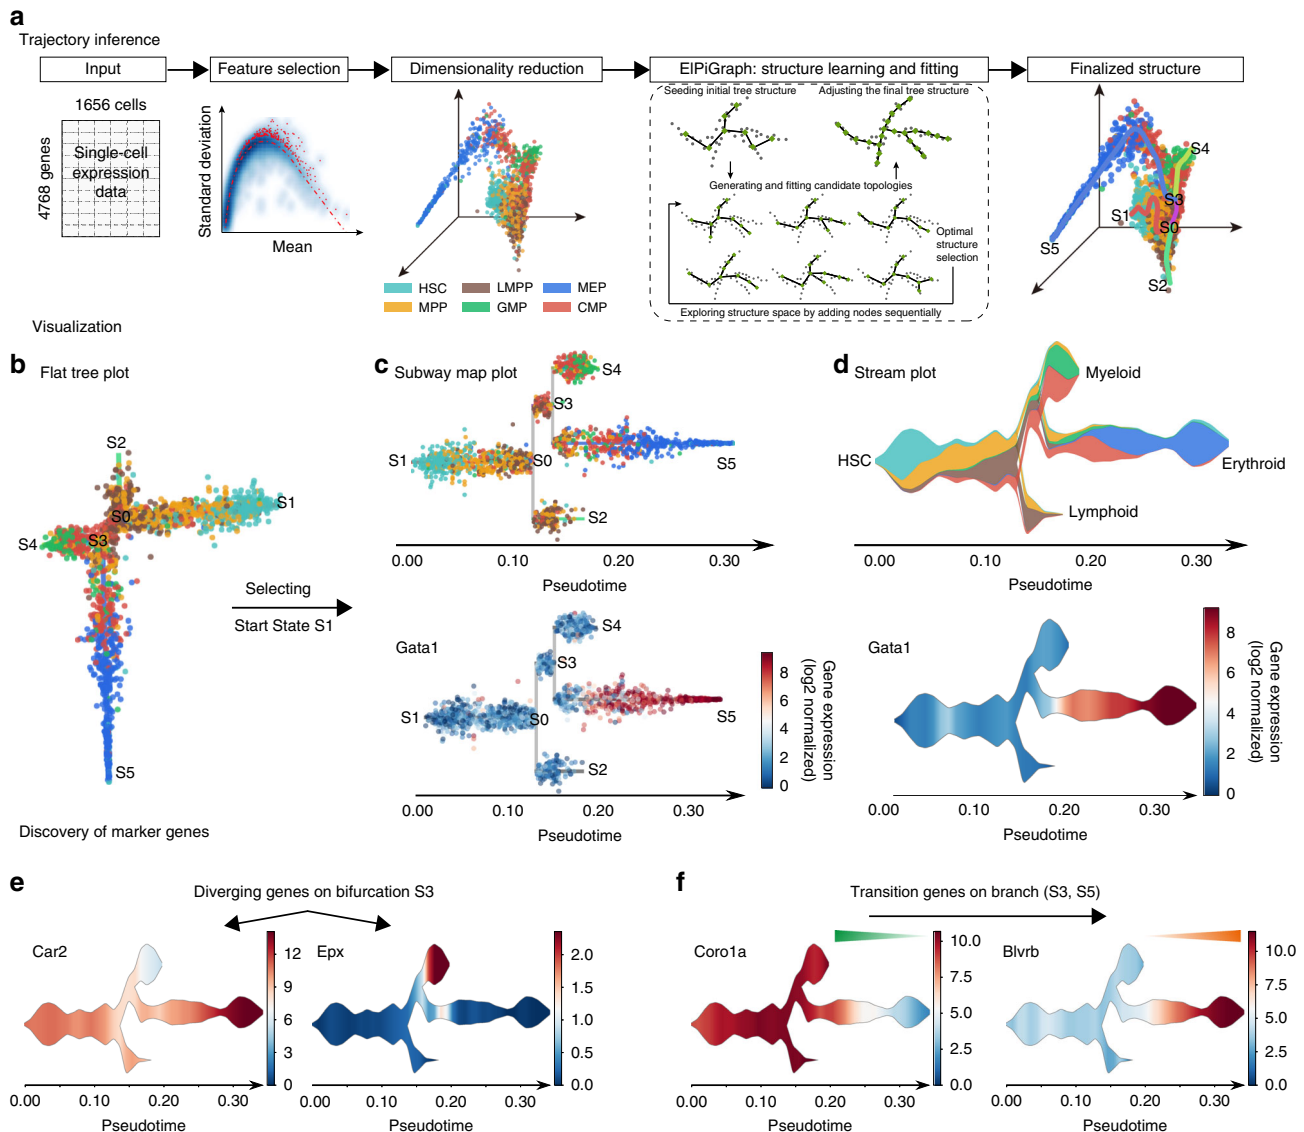 a
Trajectory inference
Input
Feature selection
Dimensionality reduction
ElPiGraph: structure learning and fitting
Finalized structure
1656 cells
4768 genes
Single-cell
expression
data
Standard deviation
Mean
HSC
LMPP
MEP
MPP
GMP
CMP
Seeding initial tree structure
Adjusting the final tree structure
Generating and fitting candidate topologies
Optimal
structure
selection
Exploring structure space by adding nodes sequentially
S4
S3
S1
S0
S5
S2
Visualization
b
Flat tree plot
S2
S1
S0
S4
S3
S5
Selecting
Start State S1
c
Subway map plot
S4
S3
S1
S0
S5
S2
0.00
0.10
0.20
0.30
Pseudotime
Gata1
S4
S3
S1
S0
S5
S2
8
6
4
2
0
Gene expression
(log2 normalized)
0.00
0.10
0.20
0.30
Pseudotime
d
Stream plot
Myeloid
HSC
Erythroid
Lymphoid
0.00
0.10
0.20
0.30
Pseudotime
Gata1
8
6
4
2
0
Gene expression
(log2 normalized)
0.00
0.10
0.20
0.30
Pseudotime
Discovery of marker genes
e
Diverging genes on bifurcation S3
Car2
12
9
6
3
0
0.00
0.10
0.20
0.30
Pseudotime
Epx
2.0
1.5
1.0
0.5
0.0
0.00
0.10
0.20
0.30
Pseudotime
f
Transition genes on branch (S3, S5)
Coro1a
10.0
7.5
5.0
2.5
0.0
0.00
0.10
0.20
0.30
Pseudotime
Blvrb
10.0
7.5
5.0
2.5
0.0
0.00
0.10
0.20
0.30
Pseudotime